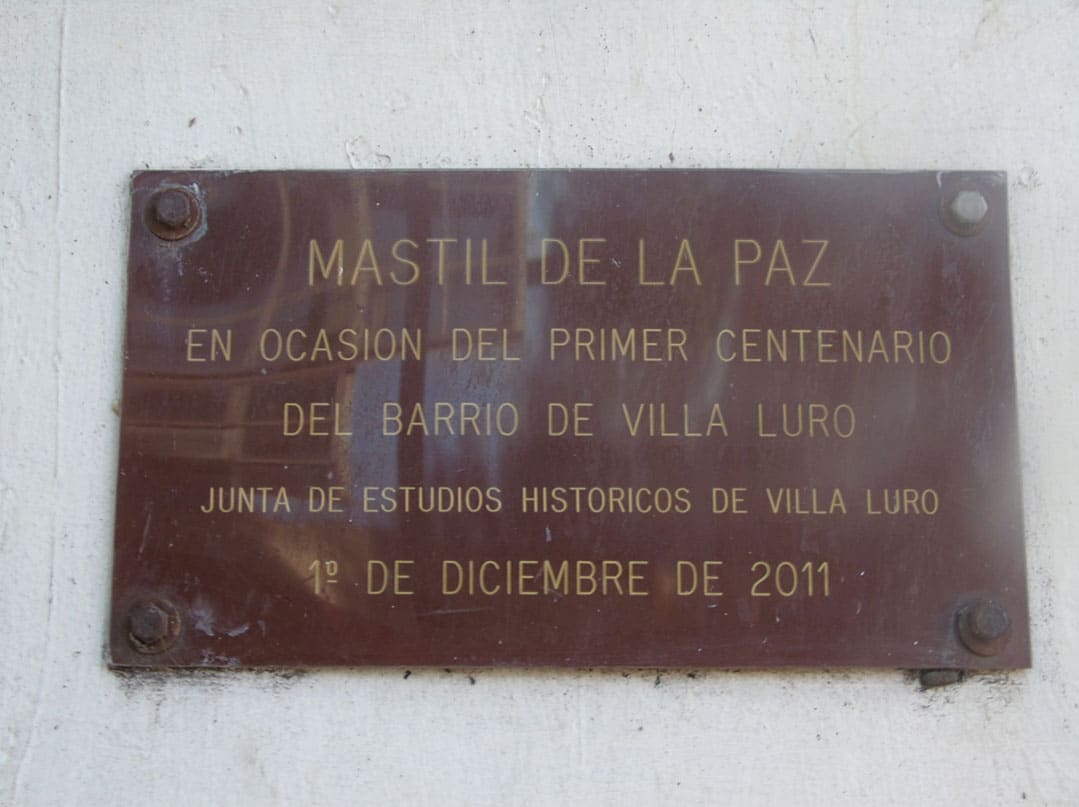 MASTIL DE LA PAZ
EN OCASION DEL PRIMER CENTENARIO
DEL BARRIO DE VILLA LURO
JUNTA DE ESTUDIOS HISTORICOS DE VILLA LURO
1º DE DICIEMBRE DE 2011